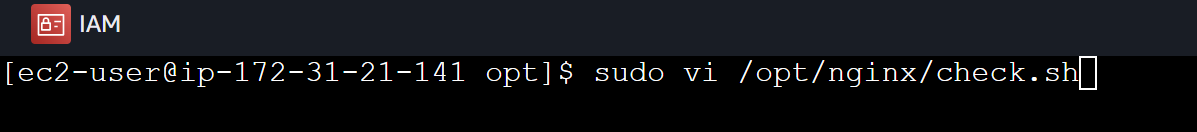 IAM
[ec2-user@ip-172-31-21-141 opt]$ sudo vi /opt/nginx/check.sh